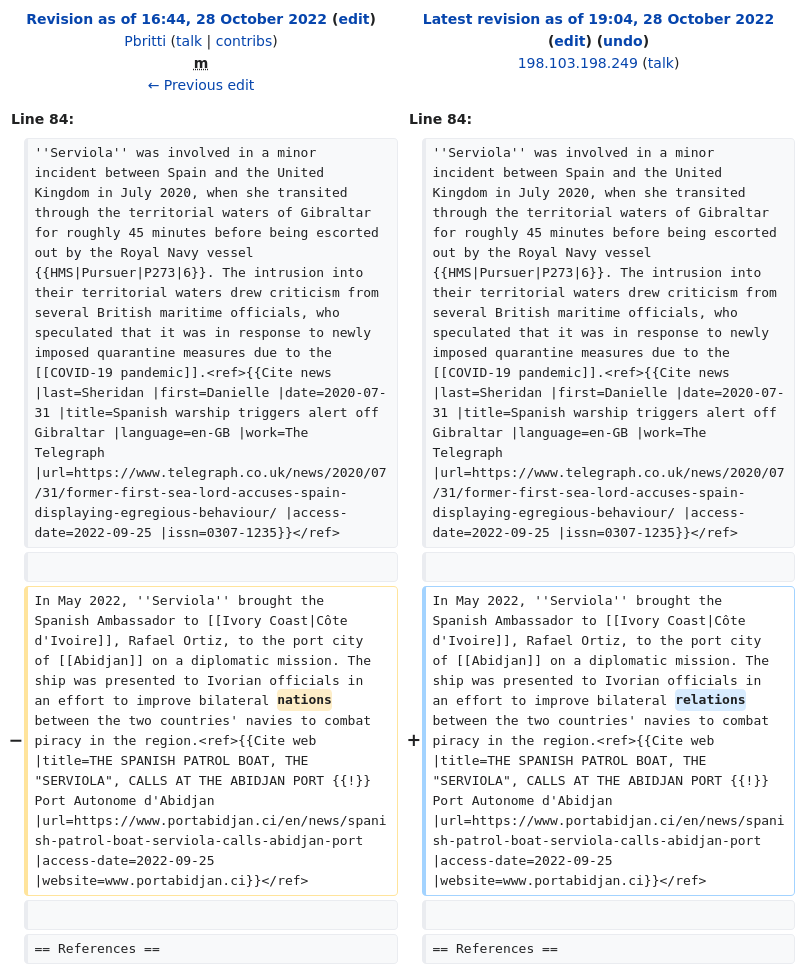 Revision as of 16:44, 28 October 2022 (edit)
Pbritti (talk | contribs)
m
← Previous edit
Line 84:
''Serviola'' was involved in a minor
incident between Spain and the United
Kingdom in July 2020, when she transited
through the territorial waters of Gibraltar
for roughly 45 minutes before being escorted
out by the Royal Navy vessel
{{HMS|Pursuer|P273|6}}. The intrusion into
their territorial waters drew criticism from
several British maritime officials, who
speculated that it was in response to newly
imposed quarantine measures due to the
[[COVID-19 pandemic]].<ref>{{Cite news
|last=Sheridan |first=Danielle |date=2020-07-
31 |title=Spanish warship triggers alert off
Gibraltar |language=en-GB |work=The
Telegraph
|url=https://www.telegraph.co.uk/news/2020/07
/31/former-first-sea-lord-accuses-spain-
displaying-egregious-behaviour/ |access-
date=2022-09-25 |issn=0307-1235}}</ref>
− In May 2022, ''Serviola'' brought the
Spanish Ambassador to [[Ivory Coast|Côte
d'Ivoire]], Rafael Ortiz, to the port city
of [[Abidjan]] on a diplomatic mission. The
ship was presented to Ivorian officials in
an effort to improve bilateral nations
between the two countries' navies to combat
piracy in the region.<ref>{{Cite web
|title=THE SPANISH PATROL BOAT, THE
"SERVIOLA", CALLS AT THE ABIDJAN PORT {{!}}
Port Autonome d'Abidjan
|url=https://www.portabidjan.ci/en/news/spani
sh-patrol-boat-serviola-calls-abidjan-port
|access-date=2022-09-25
|website=www.portabidjan.ci}}</ref>
== References ==
Latest revision as of 19:04, 28 October 2022
(edit) (undo)
198.103.198.249 (talk)
Line 84:
''Serviola'' was involved in a minor
incident between Spain and the United
Kingdom in July 2020, when she transited
through the territorial waters of Gibraltar
for roughly 45 minutes before being escorted
out by the Royal Navy vessel
{{HMS|Pursuer|P273|6}}. The intrusion into
their territorial waters drew criticism from
several British maritime officials, who
speculated that it was in response to newly
imposed quarantine measures due to the
[[COVID-19 pandemic]].<ref>{{Cite news
|last=Sheridan |first=Danielle |date=2020-07-
31 |title=Spanish warship triggers alert off
Gibraltar |language=en-GB |work=The
Telegraph
|url=https://www.telegraph.co.uk/news/2020/07
/31/former-first-sea-lord-accuses-spain-
displaying-egregious-behaviour/ |access-
date=2022-09-25 |issn=0307-1235}}</ref>
+ In May 2022, ''Serviola'' brought the
Spanish Ambassador to [[Ivory Coast|Côte
d'Ivoire]], Rafael Ortiz, to the port city
of [[Abidjan]] on a diplomatic mission. The
ship was presented to Ivorian officials in
an effort to improve bilateral relations
between the two countries' navies to combat
piracy in the region.<ref>{{Cite web
|title=THE SPANISH PATROL BOAT, THE
"SERVIOLA", CALLS AT THE ABIDJAN PORT {{!}}
Port Autonome d'Abidjan
|url=https://www.portabidjan.ci/en/news/spani
sh-patrol-boat-serviola-calls-abidjan-port
|access-date=2022-09-25
|website=www.portabidjan.ci}}</ref>
== References ==